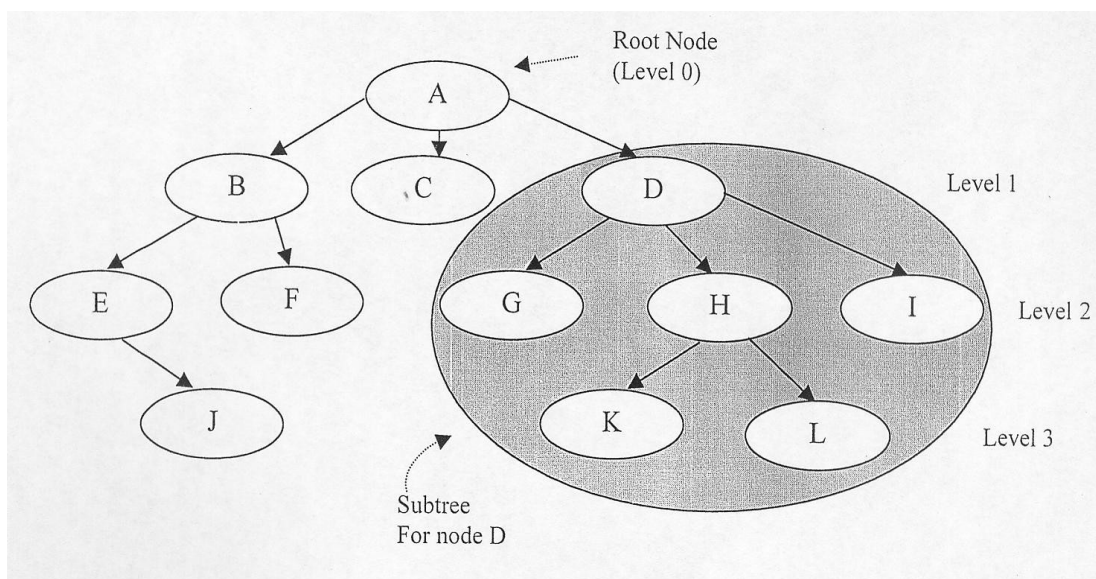 Root Node
(Level 0)
A
B
C
D
Level 1
E
F
G
H
I
Level 2
J
K
L
Level 3
Subtree
For node D